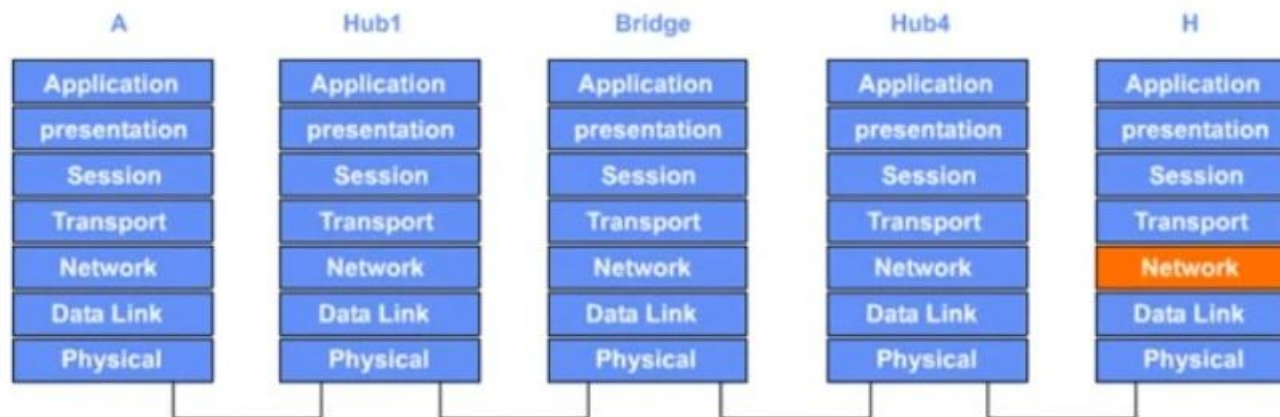 A Hub1 Bridge Hub4 H
Application Application Application Application Application
presentation presentation presentation presentation presentation
Session Session Session Session Session
Transport Transport Transport Transport Transport
Network Network Network Network Network
Data Link Data Link Data Link Data Link Data Link
Physical Physical Physical Physical Physical